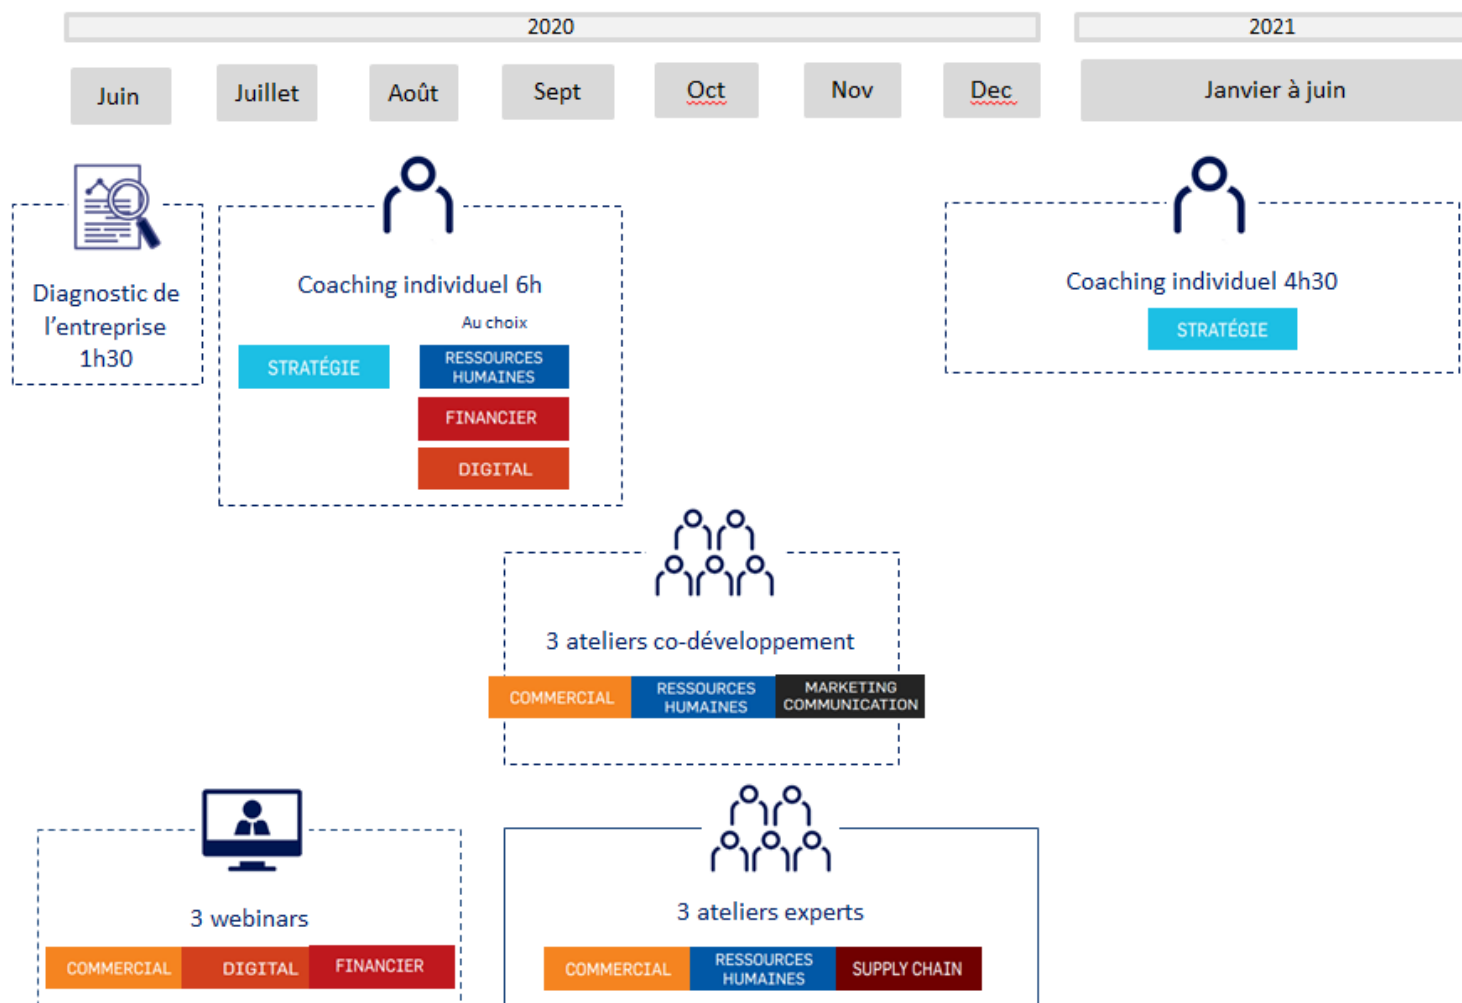 2020
2021
Juin
Juillet
Août
Sept
Oct
Nov
Dec
Janvier à juin
Diagnostic de
l'entreprise
1h30
Coaching individuel 6h
Au choix
STRATÉGIE
RESSOURCES
HUMAINES
FINANCIER
DIGITAL
Coaching individuel 4h30
STRATÉGIE
3 ateliers co-développement
COMMERCIAL
RESSOURCES
HUMAINES
MARKETING
COMMUNICATION
3 webinars
COMMERCIAL
DIGITAL
FINANCIER
3 ateliers experts
COMMERCIAL
RESSOURCES
HUMAINES
SUPPLY CHAIN